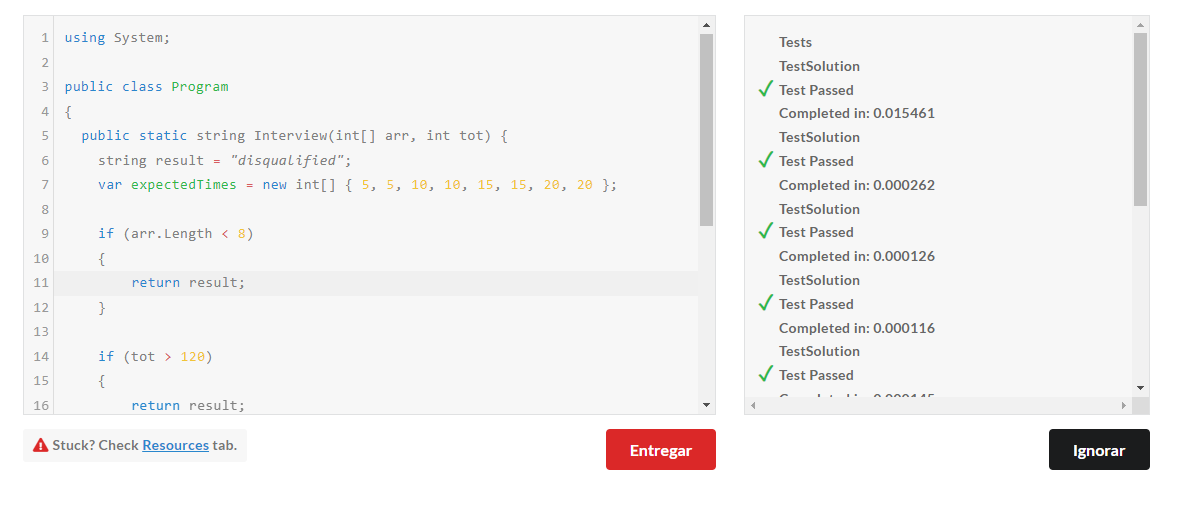 1 using System;
2
3 public class Program
4 {
5 public static string Interview(int[] arr, int tot) {
6 string result = "disqualified";
7 var expectedTimes = new int[] { 5, 5, 10, 10, 15, 15, 20, 20 };
8
9 if (arr.Length < 8)
10 {
11 return result;
12 }
13
14 if (tot > 120)
15 {
16 return result;
Stuck? Check Resources tab.
Entregar
Tests
TestSolution
Test Passed
Completed in: 0.015461
TestSolution
Test Passed
Completed in: 0.000262
TestSolution
Test Passed
Completed in: 0.000126
TestSolution
Test Passed
Completed in: 0.000116
TestSolution
Test Passed
Ignorar